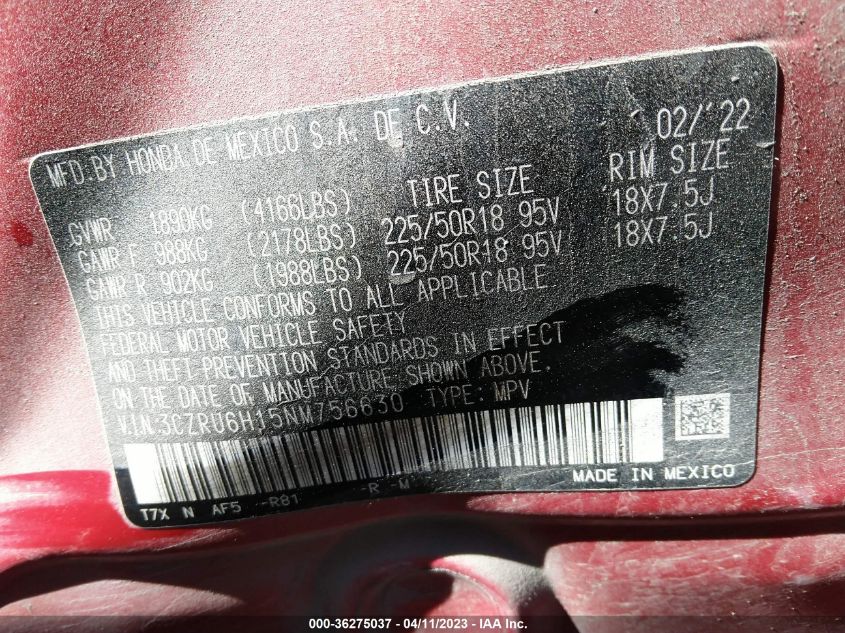 MFD.BY HONDA DE MEXICO S.A. DE C.V. 02/'22
GVWR 1890KG (4166LBS) TIRE SIZE RIM SIZE
GAWR F 988KG (2178LBS) 225/50R18 95V 18X7.5J
GAWR R 902KG (1988LBS) 225/50R18 95V 18X7.5J
THIS VEHICLE CONFORMS TO ALL APPLICABLE
FEDERAL MOTOR VEHICLE SAFETY
AND THEFT PREVENTION STANDARDS IN EFFECT
ON THE DATE OF MANUFACTURE SHOWN ABOVE.
V.I.N.3CZRU6H15NM756630 TYPE: MPV
MADE IN MEXICO
T7X N AF5 -R81 -R -M
000-36275037 - 04/11/2023 - IAA Inc.